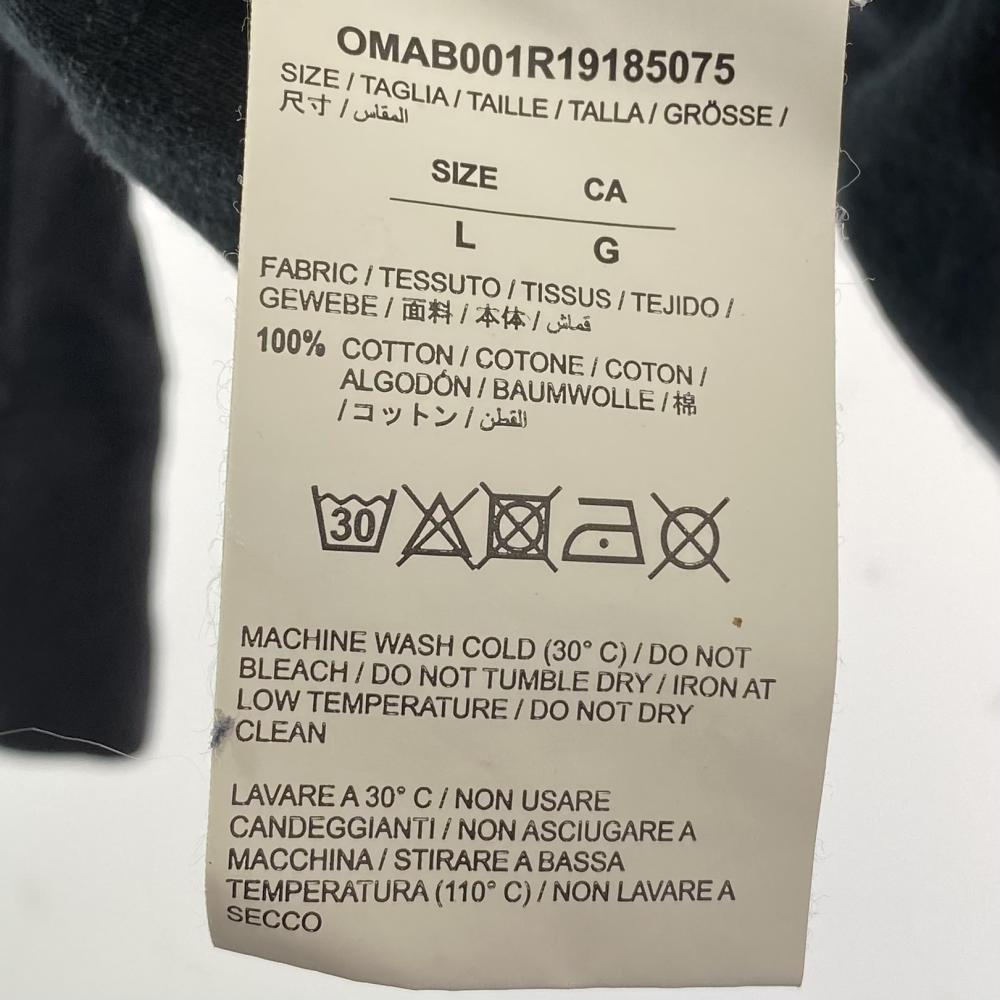 OMAB001R19185075
SIZE / TAGLIA / TAILLE / TALLA / GRÖSSE /
尺寸 / المقاس
SIZE CA
L G
FABRIC / TESSUTO / TISSUS / TEJIDO /
GEWEBE / 面料 / 本体 / قماش
100% COTTON / COTONE / COTON /
ALGODÓN / BAUMWOLLE / 棉
/ コットン / القطن
30
MACHINE WASH COLD (30° C) / DO NOT
BLEACH / DO NOT TUMBLE DRY / IRON AT
LOW TEMPERATURE / DO NOT DRY
CLEAN
LAVARE A 30° C / NON USARE
CANDEGGIANTI / NON ASCIUGARE A
MACCHINA / STIRARE A BASSA
TEMPERATURA (110° C) / NON LAVARE A
SECCO